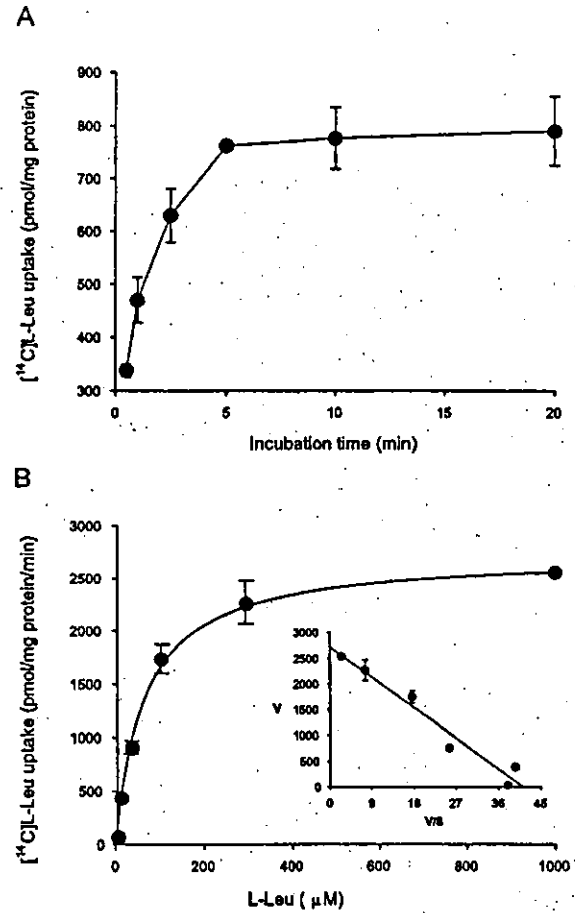 A
[¹⁴C]L-Leu uptake (pmol/mg protein)
900
800
700
600
500
400
300
0 5 10 15 20
Incubation time (min)
B
[¹⁴C]L-Leu uptake (pmol/mg protein/min)
3000
2500
2000
1500
1000
500
0
0 200 400 600 800 1000
L-Leu ( μM)
V
3000
2500
2000
1500
1000
500
0
0 9 18 27 36 45
V/S